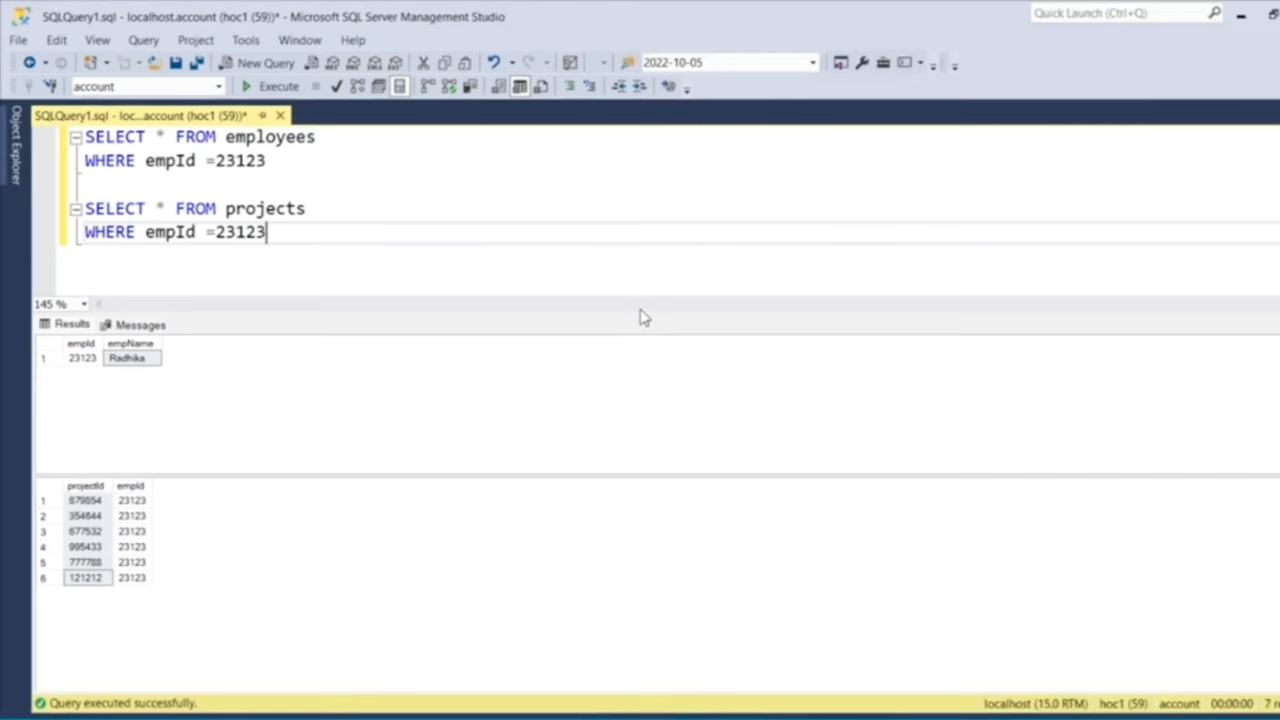 SQLQuery1.sql - localhost.account (hoc1 (59))* - Microsoft SQL Server Management Studio
Quick Launch (Ctrl+Q)
File Edit View Query Project Tools Window Help
New Query
2022-10-05
account
Execute
SQLQuery1.sql - loc...account (hoc1 (59))*
Object Explorer
SELECT * FROM employees
WHERE empId =23123
SELECT * FROM projects
WHERE empId =23123
145 %
Results Messages
empId empName
1 23123 Radhika
projectId empId
1 879854 23123
2 354644 23123
3 677532 23123
4 995433 23123
5 777788 23123
6 121212 23123
Query executed successfully.
localhost (15.0 RTM) hoc1 (59) account 00:00:00 7